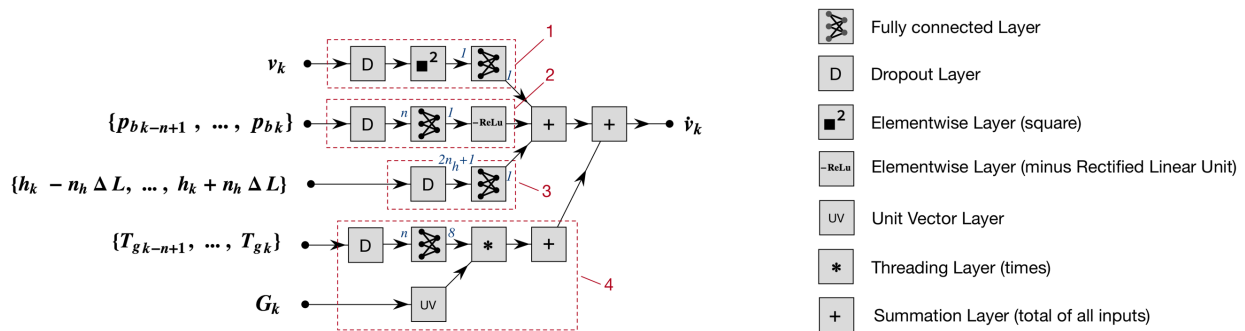 1
v_k
D
■²
1
1
Fully connected Layer
D
Dropout Layer
2
{p_{b k-n+1} , ... , p_{b k}}
D
n
1
−ReLu
+
+
v̇_k
■²
Elementwise Layer (square)
2n_h+1
−ReLu
Elementwise Layer (minus Rectified Linear Unit)
{h_k − n_h Δ L, ... , h_k + n_h Δ L}
D
1
3
UV
Unit Vector Layer
{T_{g k-n+1}, ... , T_{g k}}
D
n
8
*
+
*
Threading Layer (times)
4
G_k
UV
+
Summation Layer (total of all inputs)